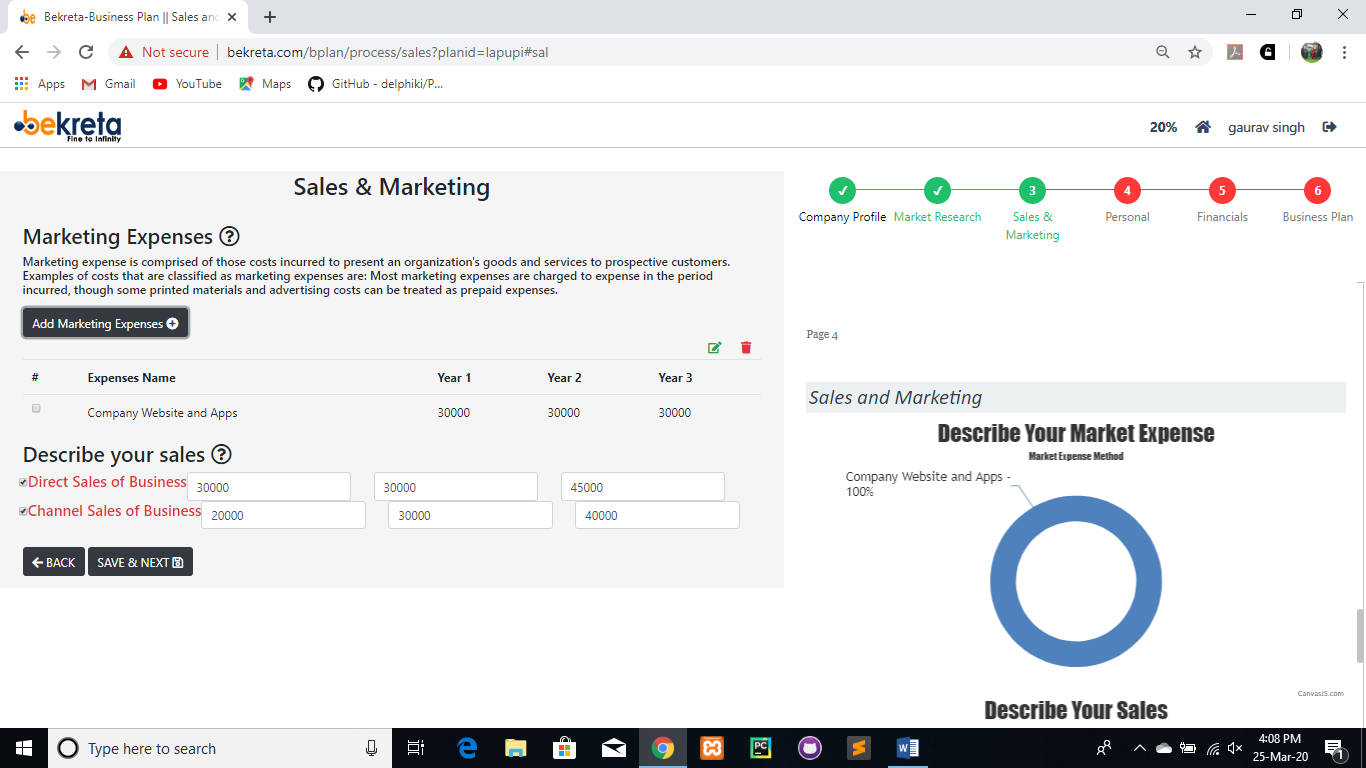 Bekreta-Business Plan || Sales and
Not secure | bekreta.com/bplan/process/sales?planid=lapupi#sal
Apps Gmail YouTube Maps GitHub - delphiki/P...
bekreta
Fine to Infinity
20% gaurav singh
Sales & Marketing
Marketing Expenses
Marketing expense is comprised of those costs incurred to present an organization's goods and services to prospective customers.
Examples of costs that are classified as marketing expenses are: Most marketing expenses are charged to expense in the period
incurred, though some printed materials and advertising costs can be treated as prepaid expenses.
Add Marketing Expenses
# Expenses Name Year 1 Year 2 Year 3
Company Website and Apps 30000 30000 30000
Describe your sales
Direct Sales of Business 30000 30000 45000
Channel Sales of Business 20000 30000 40000
BACK SAVE & NEXT
3 4 5 6
Company Profile Market Research Sales & Personal Financials Business Plan
Marketing
Page 4
Sales and Marketing
Describe Your Market Expense
Market Expense Method
Company Website and Apps -
100%
CanvasJS.com
Describe Your Sales
Type here to search
4:08 PM
25-Mar-20
1